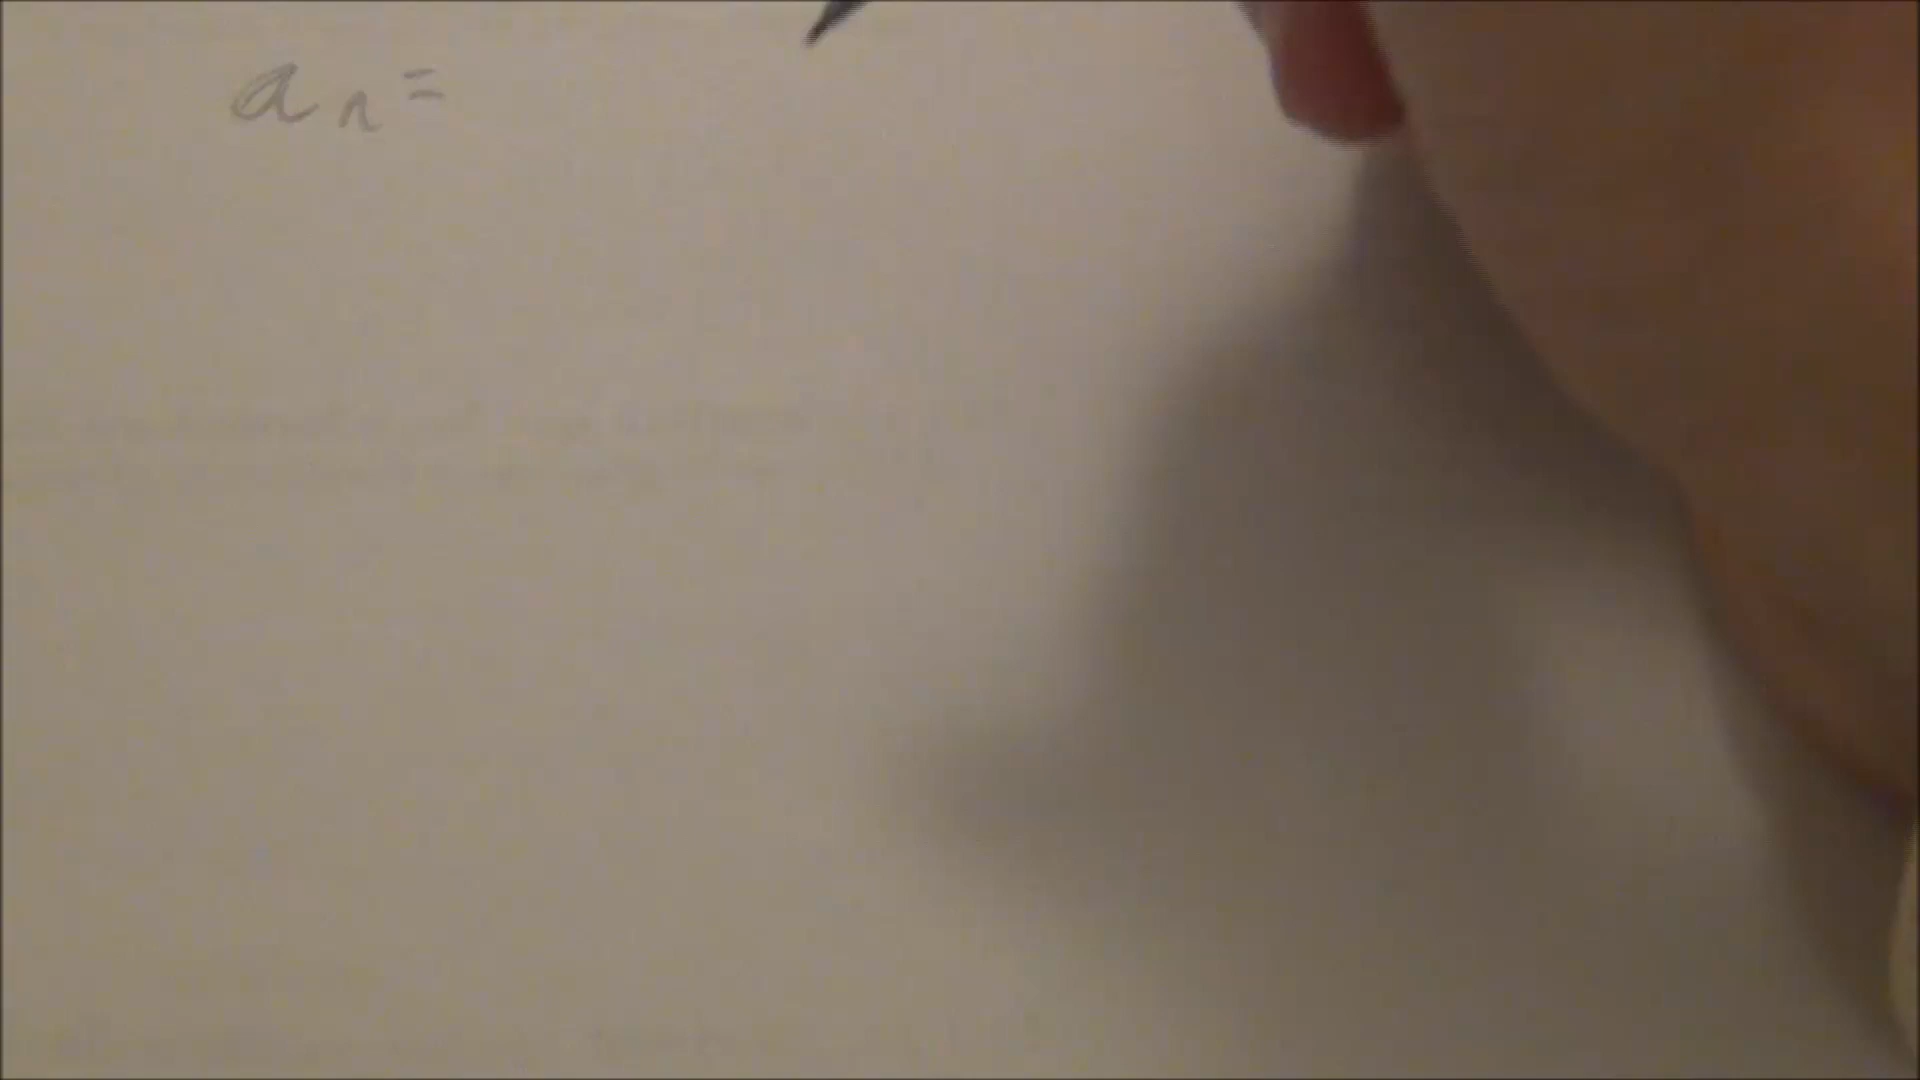 an =